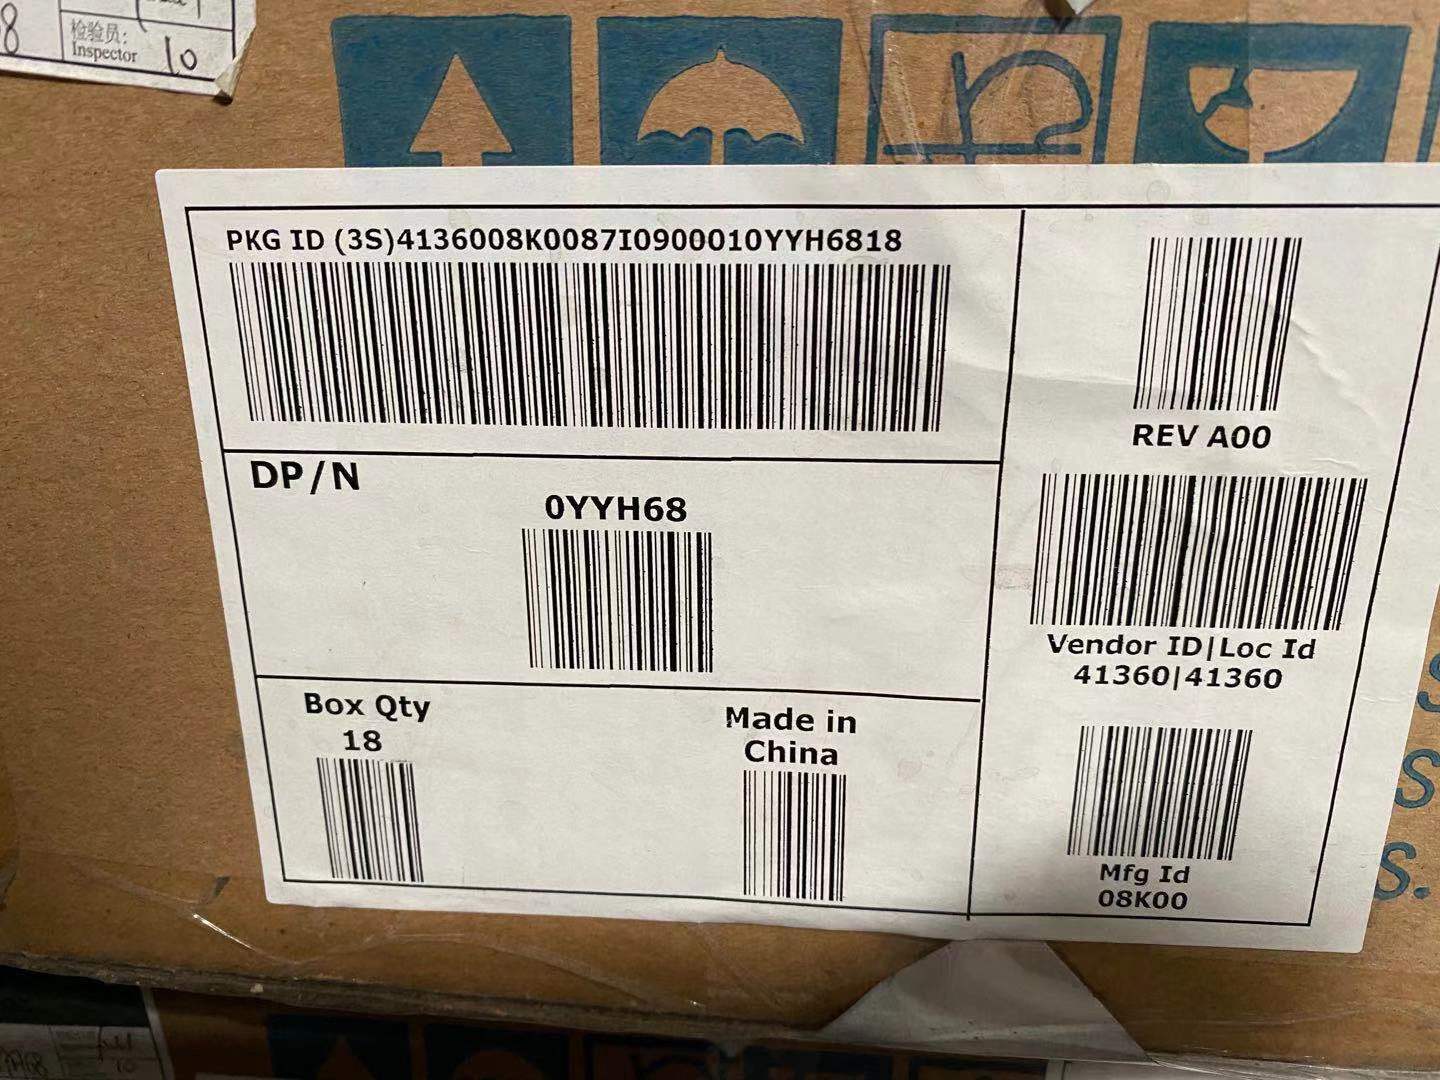 检验员:
Inspector
10
PKG ID (3S)4136008K0087I0900010YYH6818
REV A00
DP/N
0YYH68
Vendor ID|Loc Id
41360|41360
Box Qty
18
Made in
China
Mfg Id
08K00
S
S.
10